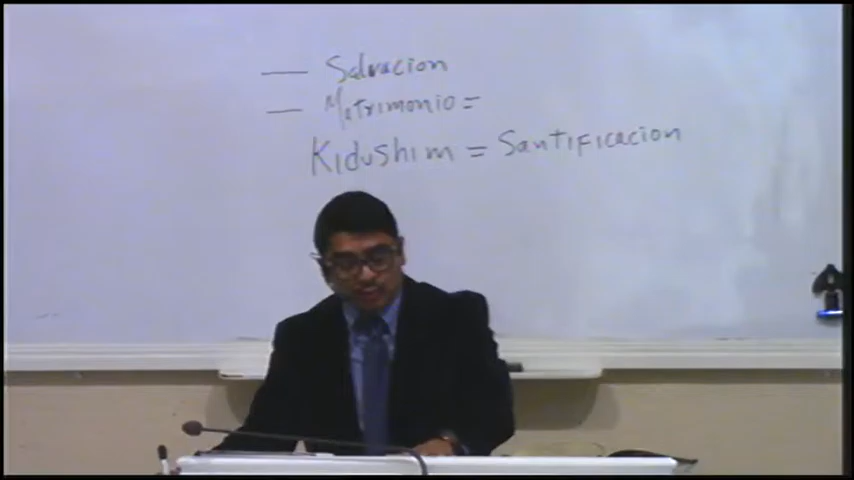 — Salvacion
— Matrimonio =
Kidushim = Santificacion